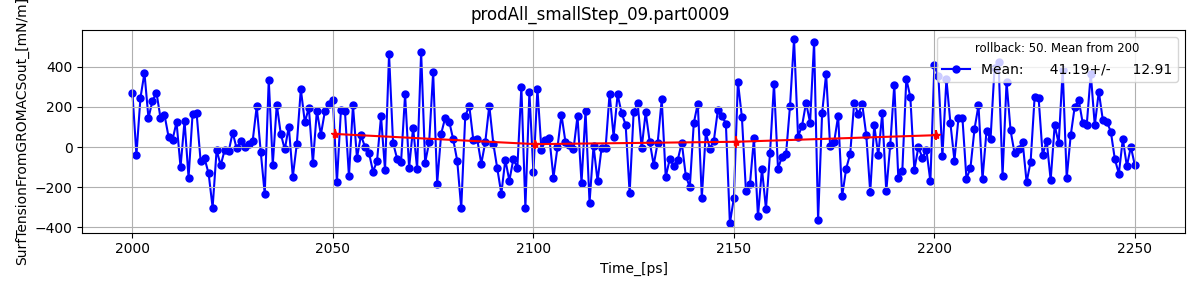 prodAll_smallStep_09.part0009
SurfTensionFromGROMACSout_[mN/m]
400
200
0
−200
−400
rollback: 50. Mean from 200
Mean: 41.19+/- 12.91
2000 2050 2100 2150 2200 2250
Time_[ps]